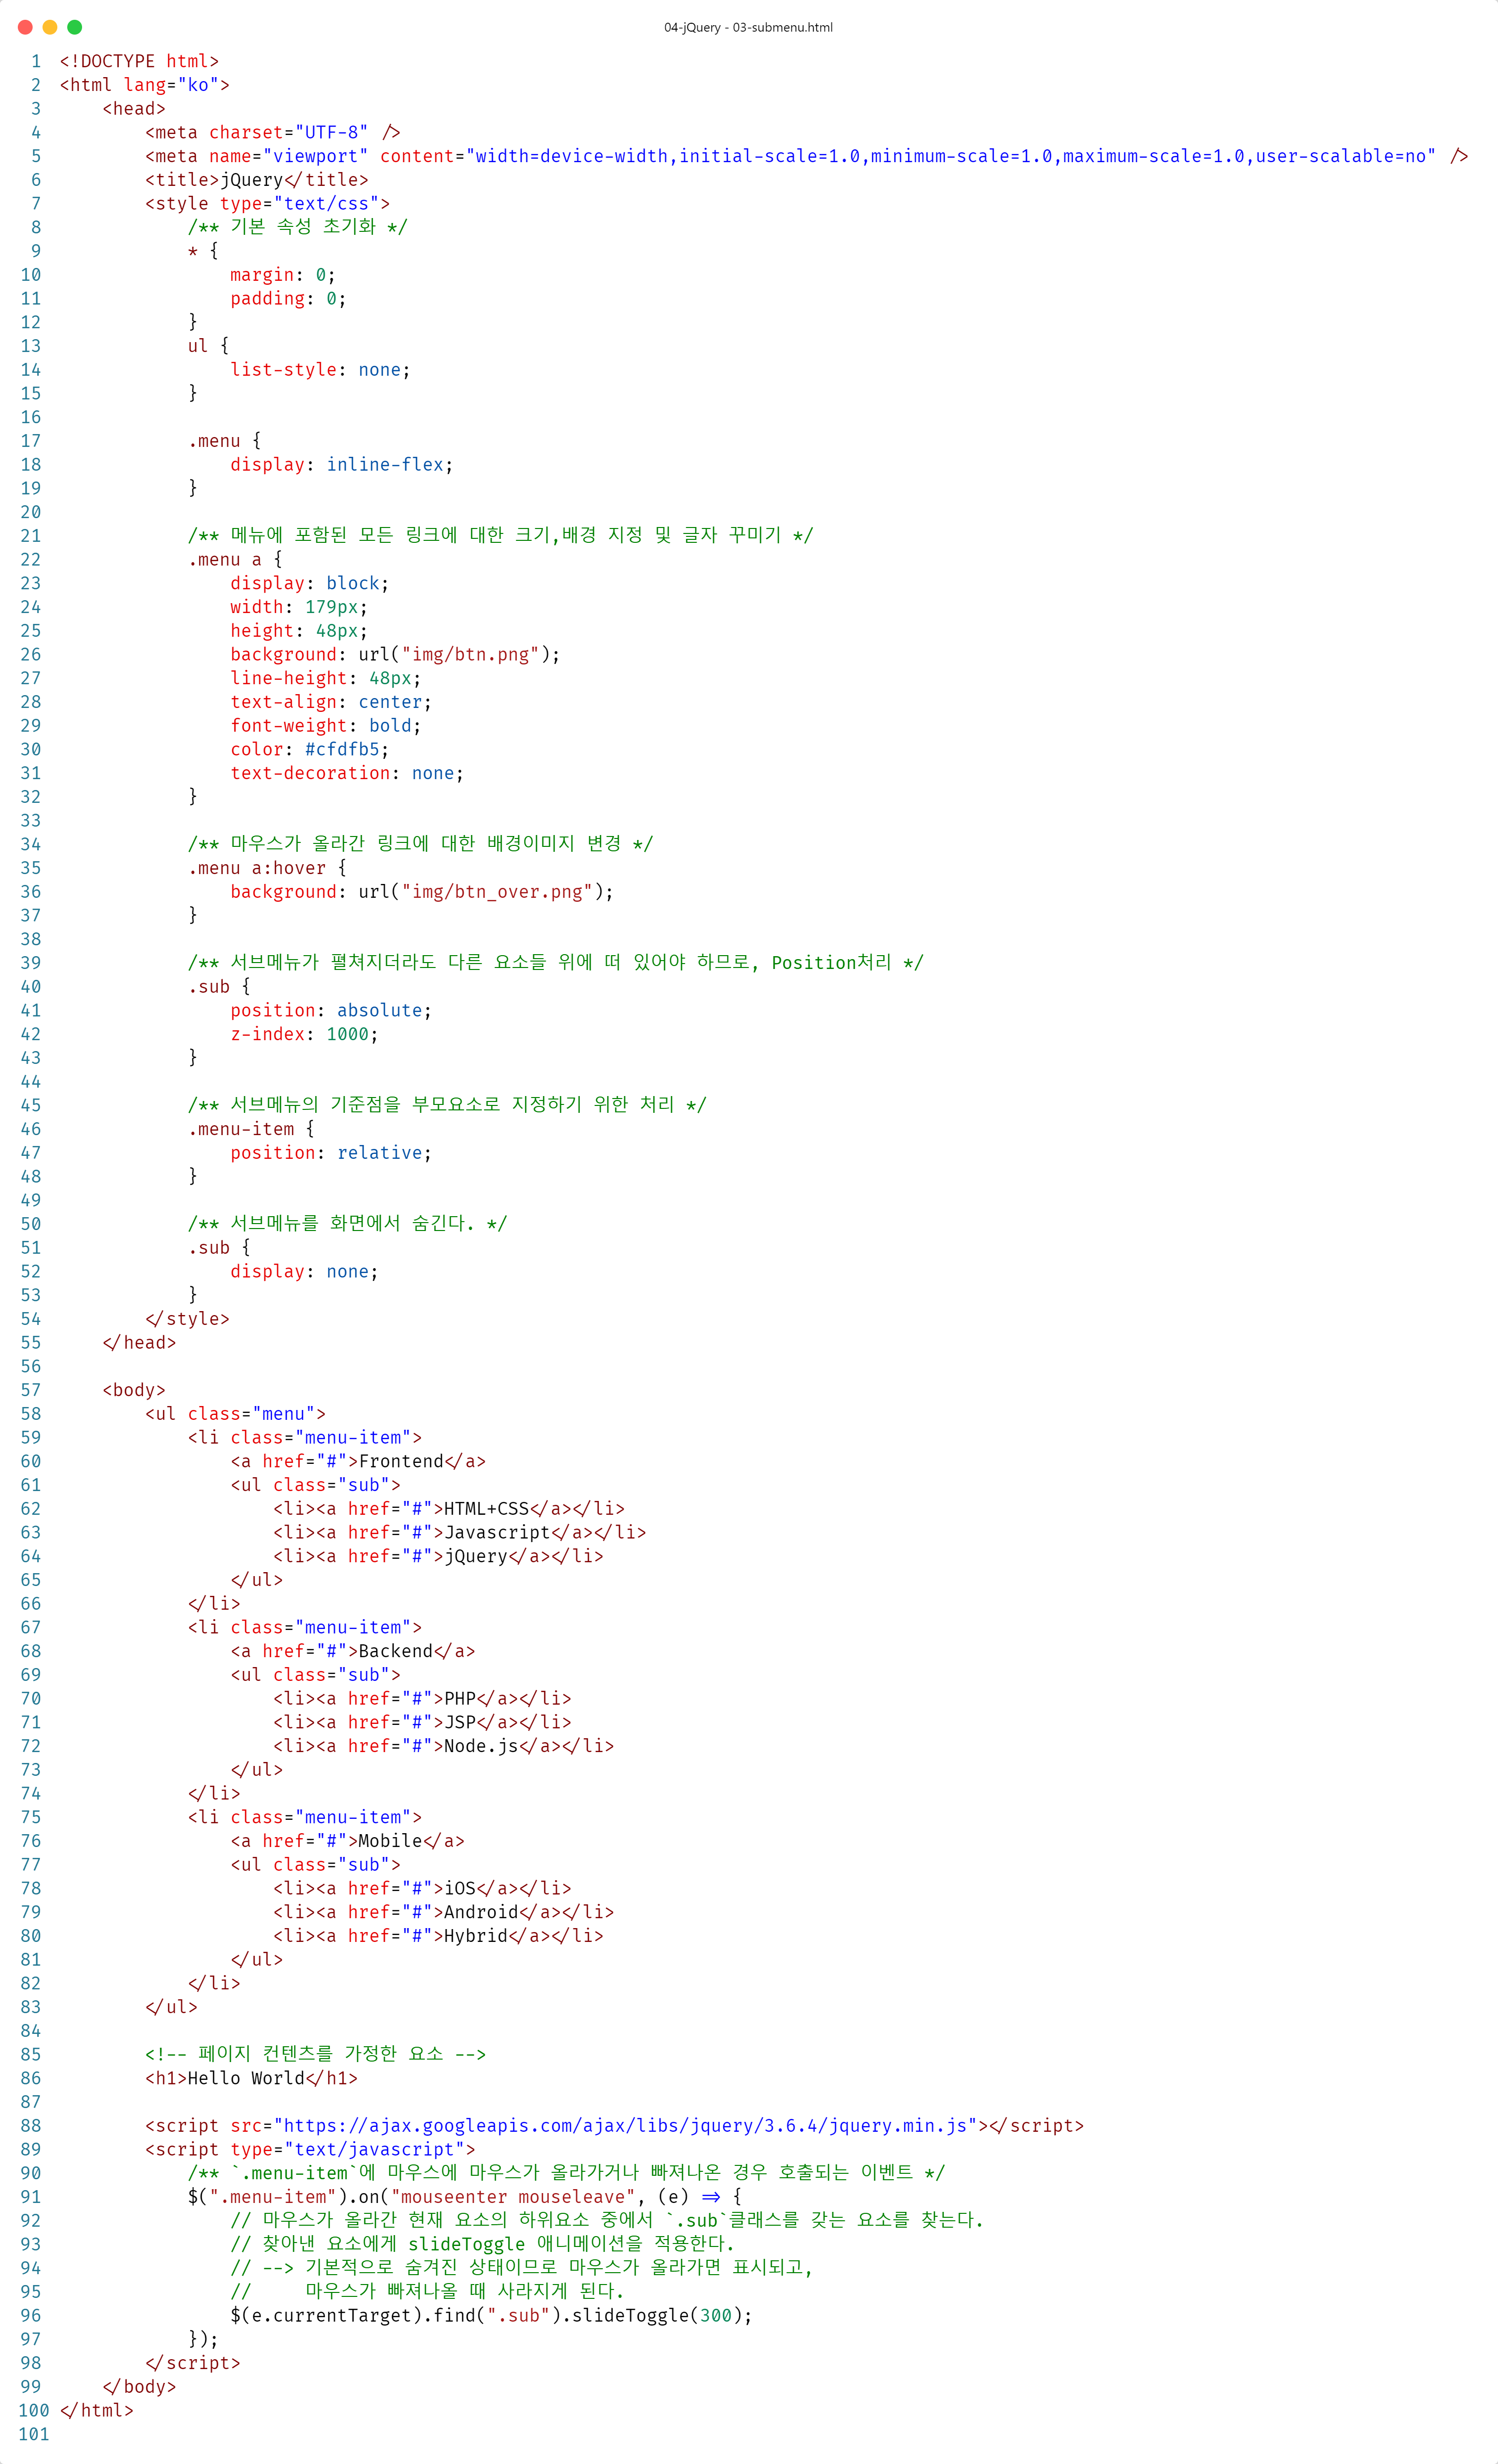 04-jQuery - 03-submenu.html
1 <!DOCTYPE html>
2 <html lang="ko">
3     <head>
4         <meta charset="UTF-8" />
5         <meta name="viewport" content="width=device-width,initial-scale=1.0,minimum-scale=1.0,maximum-scale=1.0,user-scalable=no" />
6         <title>jQuery</title>
7         <style type="text/css">
8             /** 기본 속성 초기화 */
9             * {
10                 margin: 0;
11                 padding: 0;
12             }
13             ul {
14                 list-style: none;
15             }
16
17             .menu {
18                 display: inline-flex;
19             }
20
21             /** 메뉴에 포함된 모든 링크에 대한 크기,배경 지정 및 글자 꾸미기 */
22             .menu a {
23                 display: block;
24                 width: 179px;
25                 height: 48px;
26                 background: url("img/btn.png");
27                 line-height: 48px;
28                 text-align: center;
29                 font-weight: bold;
30                 color: #cfdfb5;
31                 text-decoration: none;
32             }
33
34             /** 마우스가 올라간 링크에 대한 배경이미지 변경 */
35             .menu a:hover {
36                 background: url("img/btn_over.png");
37             }
38
39             /** 서브메뉴가 펼쳐지더라도 다른 요소들 위에 떠 있어야 하므로, Position처리 */
40             .sub {
41                 position: absolute;
42                 z-index: 1000;
43             }
44
45             /** 서브메뉴의 기준점을 부모요소로 지정하기 위한 처리 */
46             .menu-item {
47                 position: relative;
48             }
49
50             /** 서브메뉴를 화면에서 숨긴다. */
51             .sub {
52                 display: none;
53             }
54         </style>
55     </head>
56
57     <body>
58         <ul class="menu">
59             <li class="menu-item">
60                 <a href="#">Frontend</a>
61                 <ul class="sub">
62                     <li><a href="#">HTML+CSS</a></li>
63                     <li><a href="#">Javascript</a></li>
64                     <li><a href="#">jQuery</a></li>
65                 </ul>
66             </li>
67             <li class="menu-item">
68                 <a href="#">Backend</a>
69                 <ul class="sub">
70                     <li><a href="#">PHP</a></li>
71                     <li><a href="#">JSP</a></li>
72                     <li><a href="#">Node.js</a></li>
73                 </ul>
74             </li>
75             <li class="menu-item">
76                 <a href="#">Mobile</a>
77                 <ul class="sub">
78                     <li><a href="#">iOS</a></li>
79                     <li><a href="#">Android</a></li>
80                     <li><a href="#">Hybrid</a></li>
81                 </ul>
82             </li>
83         </ul>
84
85         <!-- 페이지 컨텐츠를 가정한 요소 -->
86         <h1>Hello World</h1>
87
88         <script src="https://ajax.googleapis.com/ajax/libs/jquery/3.6.4/jquery.min.js"></script>
89         <script type="text/javascript">
90             /** `.menu-item`에 마우스에 마우스가 올라가거나 빠져나온 경우 호출되는 이벤트 */
91             $(".menu-item").on("mouseenter mouseleave", (e) => {
92                 // 마우스가 올라간 현재 요소의 하위요소 중에서 `.sub`클래스를 갖는 요소를 찾는다.
93                 // 찾아낸 요소에게 slideToggle 애니메이션을 적용한다.
94                 // --> 기본적으로 숨겨진 상태이므로 마우스가 올라가면 표시되고,
95                 //     마우스가 빠져나올 때 사라지게 된다.
96                 $(e.currentTarget).find(".sub").slideToggle(300);
97             });
98         </script>
99     </body>
100 </html>
101